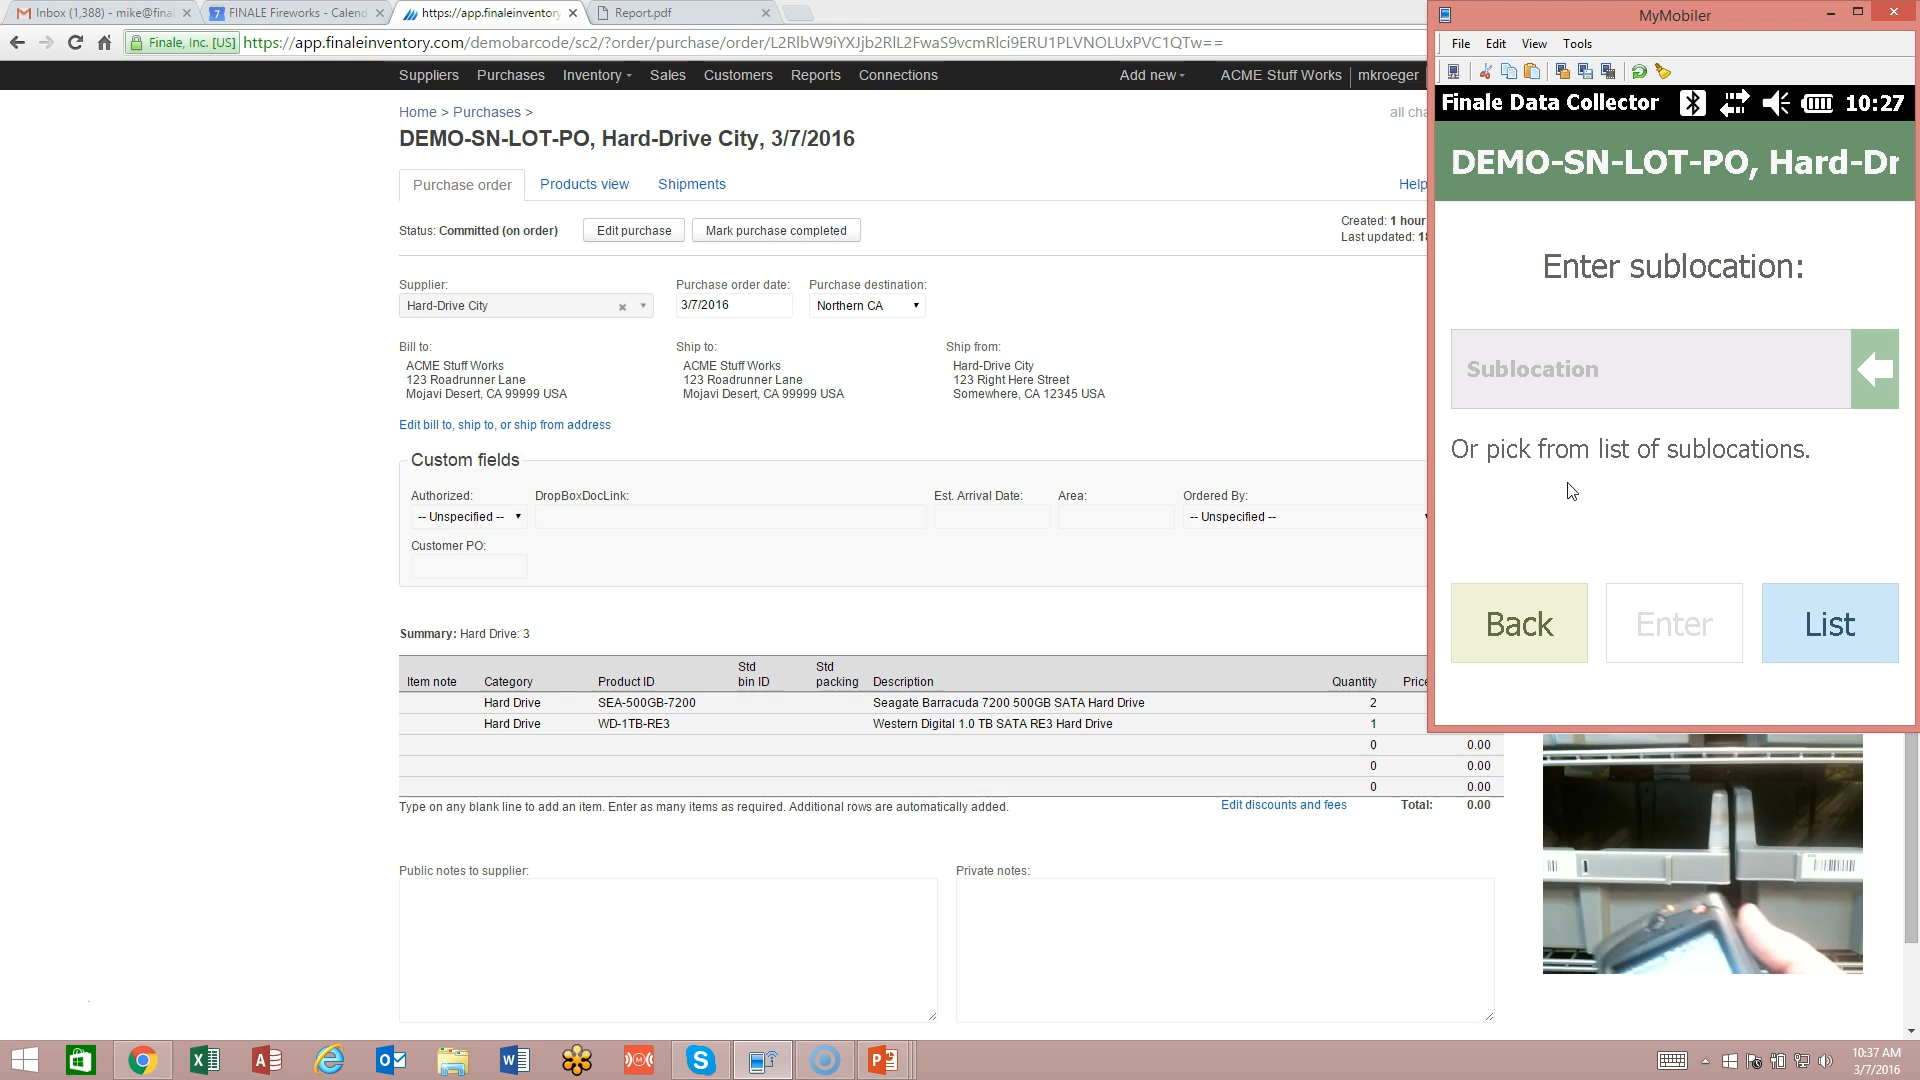 Inbox (1,388) - mike@fina
FINALE Fireworks - Calend
https://app.finaleinventory
Report.pdf
Finale, Inc. [US]
https://app.finaleinventory.com/demobarcode/sc2/?order/purchase/order/L2RlbW9iYXJjb2RlL2FwaS9vcmRlci9ERU1PLVNOLUxPVC1QTw==
Suppliers Purchases Inventory Sales Customers Reports Connections Add new ACME Stuff Works mkroeger
Home > Purchases >
all cha
DEMO-SN-LOT-PO, Hard-Drive City, 3/7/2016
Purchase order Products view Shipments Help
Status: Committed (on order) Edit purchase Mark purchase completed
Created: 1 hour
Last updated: 18
Supplier: Purchase order date: Purchase destination:
Hard-Drive City 3/7/2016 Northern CA
Bill to: Ship to: Ship from:
ACME Stuff Works ACME Stuff Works Hard-Drive City
123 Roadrunner Lane 123 Roadrunner Lane 123 Right Here Street
Mojavi Desert, CA 99999 USA Mojavi Desert, CA 99999 USA Somewhere, CA 12345 USA
Edit bill to, ship to, or ship from address
Custom fields
Authorized: DropBoxDocLink: Est. Arrival Date: Area: Ordered By:
-- Unspecified -- -- Unspecified --
Customer PO:
Summary: Hard Drive: 3
Item note Category Product ID Std bin ID Std packing Description Quantity Price
Hard Drive SEA-500GB-7200 Seagate Barracuda 7200 500GB SATA Hard Drive 2
Hard Drive WD-1TB-RE3 Western Digital 1.0 TB SATA RE3 Hard Drive 1
0 0.00
0 0.00
0 0.00
Type on any blank line to add an item. Enter as many items as required. Additional rows are automatically added. Edit discounts and fees Total: 0.00
Public notes to supplier: Private notes:
MyMobiler
File Edit View Tools
Finale Data Collector 10:27
DEMO-SN-LOT-PO, Hard-Dr
Enter sublocation:
Sublocation
Or pick from list of sublocations.
Back Enter List
10:37 AM
3/7/2016